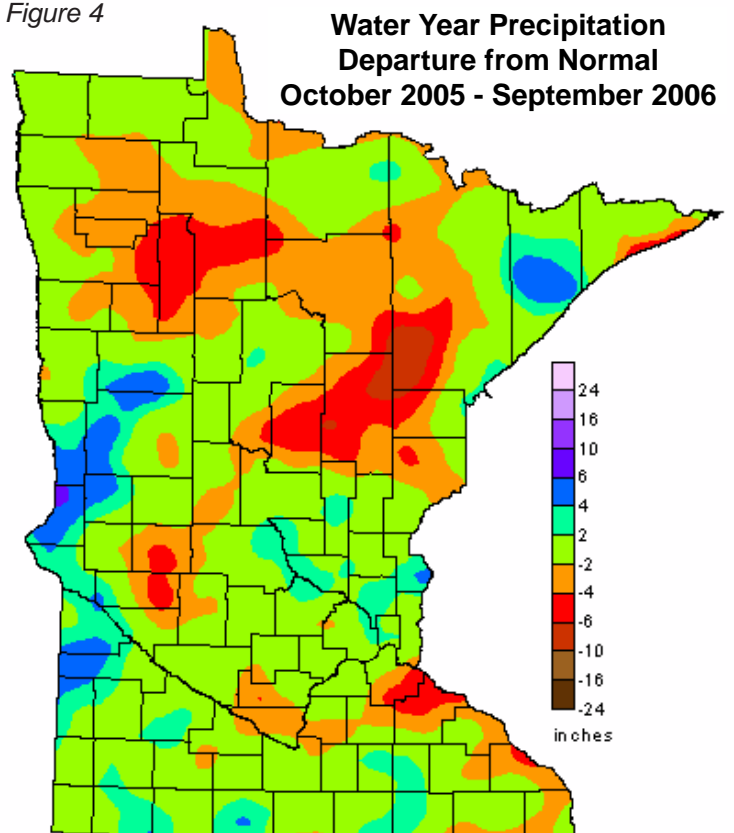 Figure 4
Water Year Precipitation
Departure from Normal
October 2005 - September 2006
24
16
10
6
4
2
-2
-4
-6
-10
-16
-24
inches